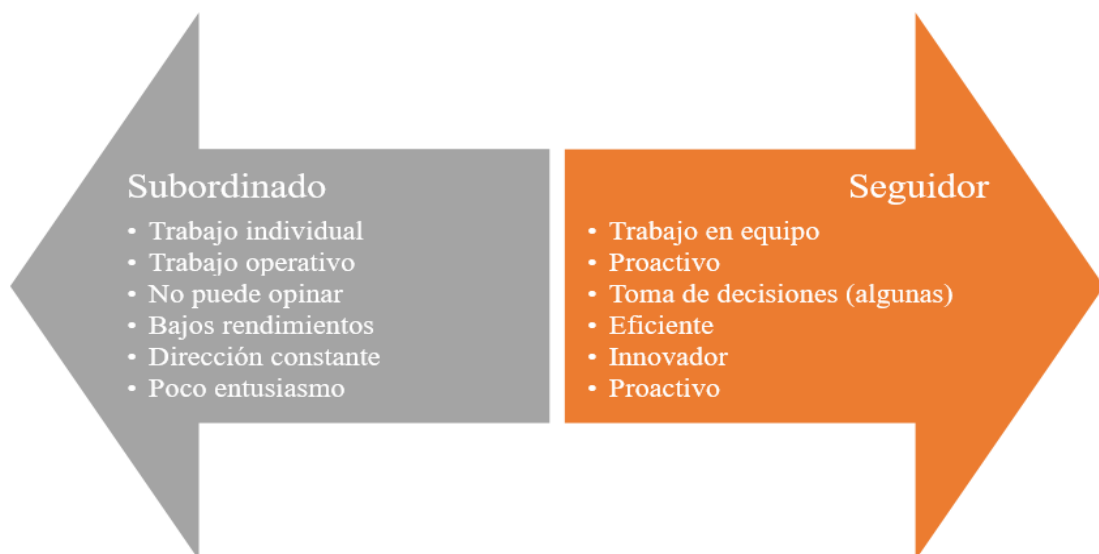 Subordinado
• Trabajo individual
• Trabajo operativo
• No puede opinar
• Bajos rendimientos
• Dirección constante
• Poco entusiasmo
Seguidor
• Trabajo en equipo
• Proactivo
• Toma de decisiones (algunas)
• Eficiente
• Innovador
• Proactivo